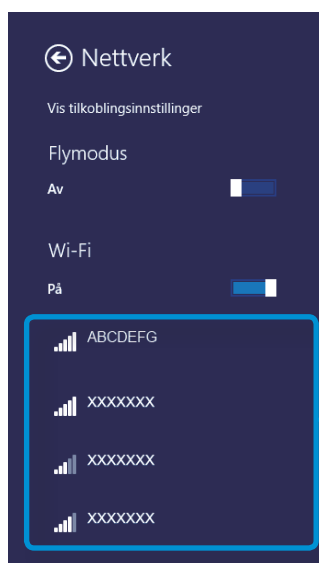 Nettverk
Vis tilkoblingsinnstillinger
Flymodus
Av
Wi-Fi
På
ABCDEFG
XXXXXXX
XXXXXXX
XXXXXXX